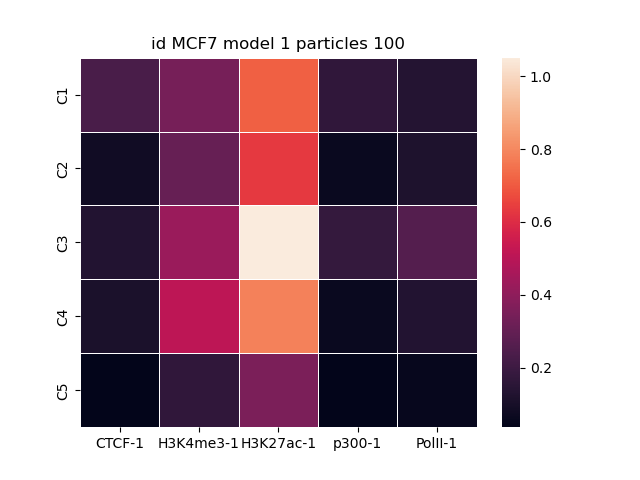 id MCF7 model 1 particles 100
C1
C2
C3
C4
C5
CTCF-1 H3K4me3-1 H3K27ac-1 p300-1 PolII-1
1.0
0.8
0.6
0.4
0.2